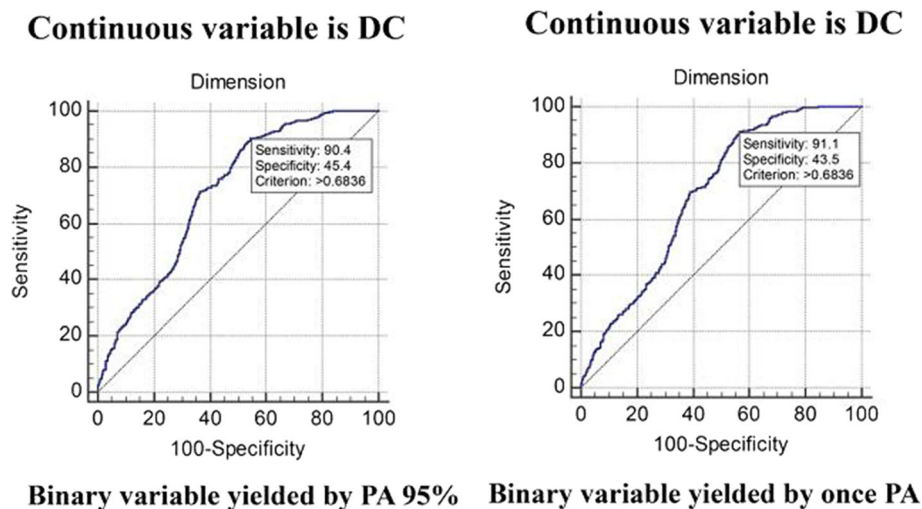 Continuous variable is DC
Dimension
100
80
60
40
20
0
Sensitivity
Sensitivity: 90.4
Specificity: 45.4
Criterion: >0.6836
0 20 40 60 80 100
100-Specificity
Binary variable yielded by PA 95%
Continuous variable is DC
Dimension
100
80
60
40
20
0
Sensitivity
Sensitivity: 91.1
Specificity: 43.5
Criterion: >0.6836
0 20 40 60 80 100
100-Specificity
Binary variable yielded by once PA